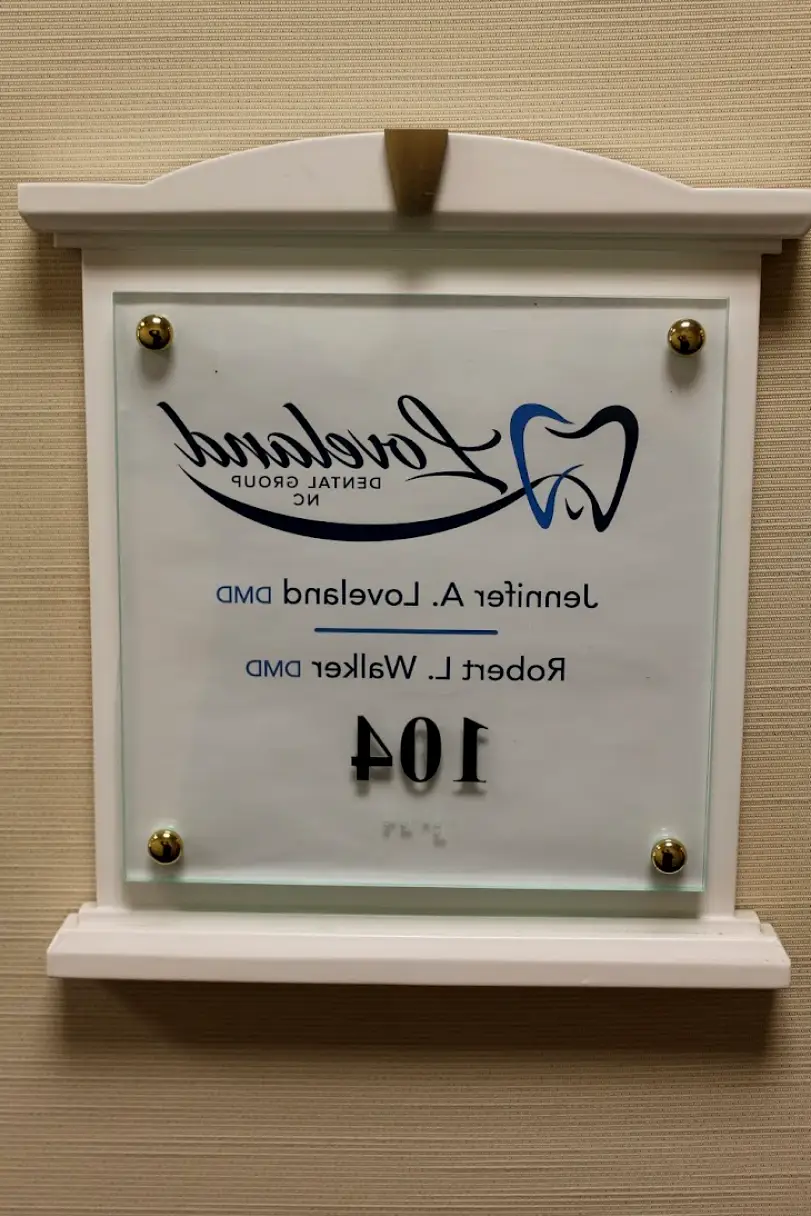 Loveland
DENTAL GROUP
NC
Jennifer A. Loveland DMD
Robert L. Walker DMD
104